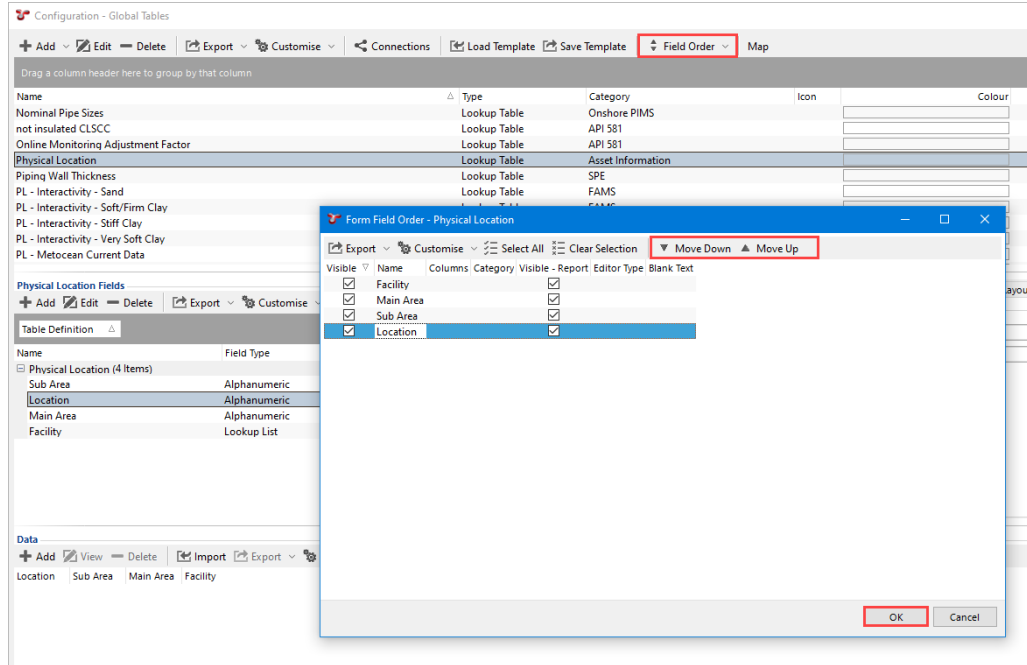 Configuration - Global Tables
Add Edit Delete Export Customise Connections Load Template Save Template Field Order Map
Drag a column header here to group by that column
Name Type Category Icon Colour
Nominal Pipe Sizes Lookup Table Onshore PIMS
not insulated CLSCC Lookup Table API 581
Online Monitoring Adjustment Factor Lookup Table API 581
Physical Location Lookup Table Asset Information
Piping Wall Thickness Lookup Table SPE
PL - Interactivity - Sand Lookup Table FAMS
PL - Interactivity - Soft/Firm Clay
PL - Interactivity - Stiff Clay
PL - Interactivity - Very Soft Clay
PL - Metocean Current Data
Form Field Order - Physical Location
Export Customise Select All Clear Selection Move Down Move Up
Visible Name Columns Category Visible - Report Editor Type Blank Text
Facility
Main Area
Sub Area
Location
OK Cancel
Physical Location Fields
Add Edit Delete Export Customise
Table Definition
Name Field Type
Physical Location (4 Items)
Sub Area Alphanumeric
Location Alphanumeric
Main Area Alphanumeric
Facility Lookup List
Data
Add View Delete Import Export
Location Sub Area Main Area Facility